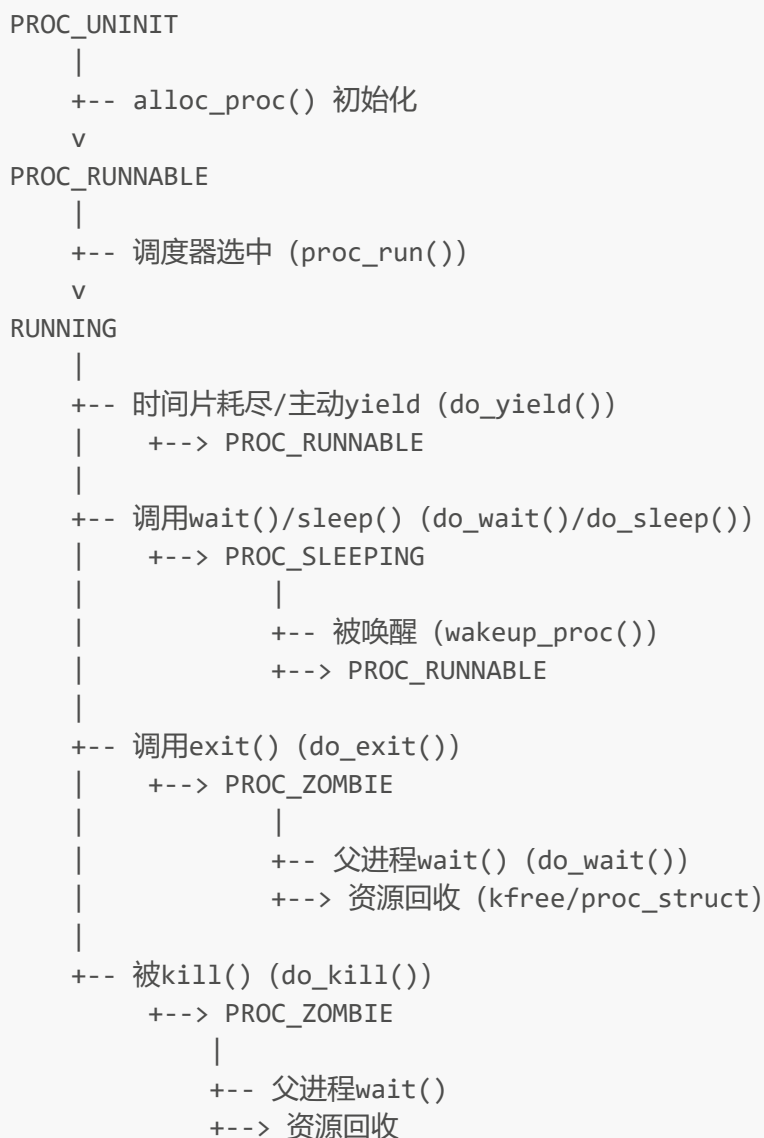 PROC_UNINIT
    |
    +-- alloc_proc() 初始化
    v
PROC_RUNNABLE
    |
    +-- 调度器选中 (proc_run())
    v
RUNNING
    |
    +-- 时间片耗尽/主动yield (do_yield())
    |    +--> PROC_RUNNABLE
    |
    +-- 调用wait()/sleep() (do_wait()/do_sleep())
    |    +--> PROC_SLEEPING
    |            |
    |            +-- 被唤醒 (wakeup_proc())
    |            +--> PROC_RUNNABLE
    |
    +-- 调用exit() (do_exit())
    |    +--> PROC_ZOMBIE
    |            |
    |            +-- 父进程wait() (do_wait())
    |            +--> 资源回收 (kfree/proc_struct)
    |
    +-- 被kill() (do_kill())
         +--> PROC_ZOMBIE
             |
             +-- 父进程wait()
             +--> 资源回收